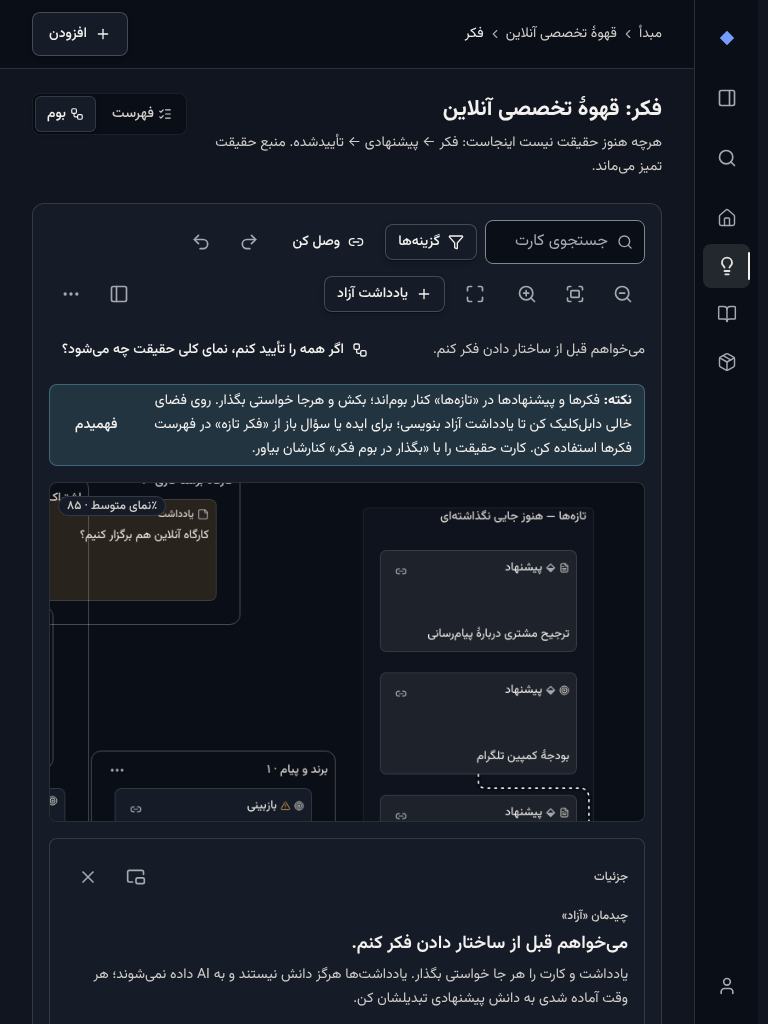 مبدأ › قهوهٔ تخصصی آنلاین › فکر
افزودن
فکر: قهوهٔ تخصصی آنلاین
هرچه هنوز حقیقت نیست اینجاست: فکر ← پیشنهادی ← تأییدشده. منبع حقیقت
تمیز می‌ماند.
فهرست
بوم
جستجوی کارت
گزینه‌ها
وصل کن
یادداشت آزاد
می‌خواهم قبل از ساختار دادن فکر کنم.
اگر همه را تأیید کنم، نمای کلی حقیقت چه می‌شود؟
نکته: فکرها و پیشنهادها در «تازه‌ها» کنار بوم‌اند؛ بکش و هرجا خواستی بگذار. روی فضای
خالی دابل‌کلیک کن تا یادداشت آزاد بنویسی؛ برای ایده یا سؤال باز از «فکر تازه» در فهرست
فکرها استفاده کن. کارت حقیقت را با «بگذار در بوم فکر» کنارشان بیاور.
فهمیدم
نمای متوسط · ۸۵٪
یادداشت
کارگاه آنلاین هم برگزار کنیم؟
تازه‌ها — هنوز جایی نگذاشته‌ای
پیشنهاد
ترجیح مشتری دربارهٔ پیام‌رسانی
پیشنهاد
بودجهٔ کمپین تلگرام
پیشنهاد
برند و پیام · ۱
بازبینی
جزئیات
چیدمان «آزاد»
می‌خواهم قبل از ساختار دادن فکر کنم.
یادداشت و کارت را هر جا خواستی بگذار. یادداشت‌ها هرگز دانش نیستند و به AI داده نمی‌شوند؛ هر
وقت آماده شدی به دانش پیشنهادی تبدیلشان کن.